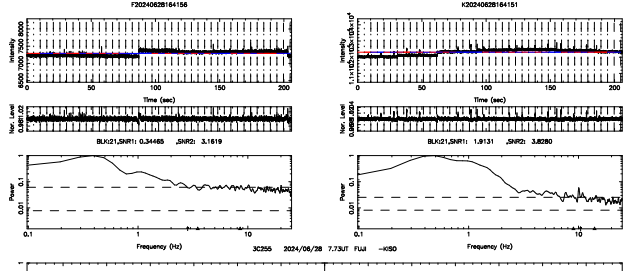 F20240628164156
K20240628164151
Intensity
6500 7000 7500 8000
0 50 100 150 200
Time (sec)
Intensity
0 50 100 150 200
Time (sec)
Nor. Level
Nor. Level
BLK:21,SNR1: 0.34465 ,SNR2: 3.1619
BLK:21,SNR1: 1.9131 ,SNR2: 3.8280
Power
1
0.1
0.01
0.1 1 10
Frequency (Hz)
Power
1
0.1
0.01
0.1 1 10
Frequency (Hz)
3C255 2024/06/28 7.73UT FUJI -KISO
1
1